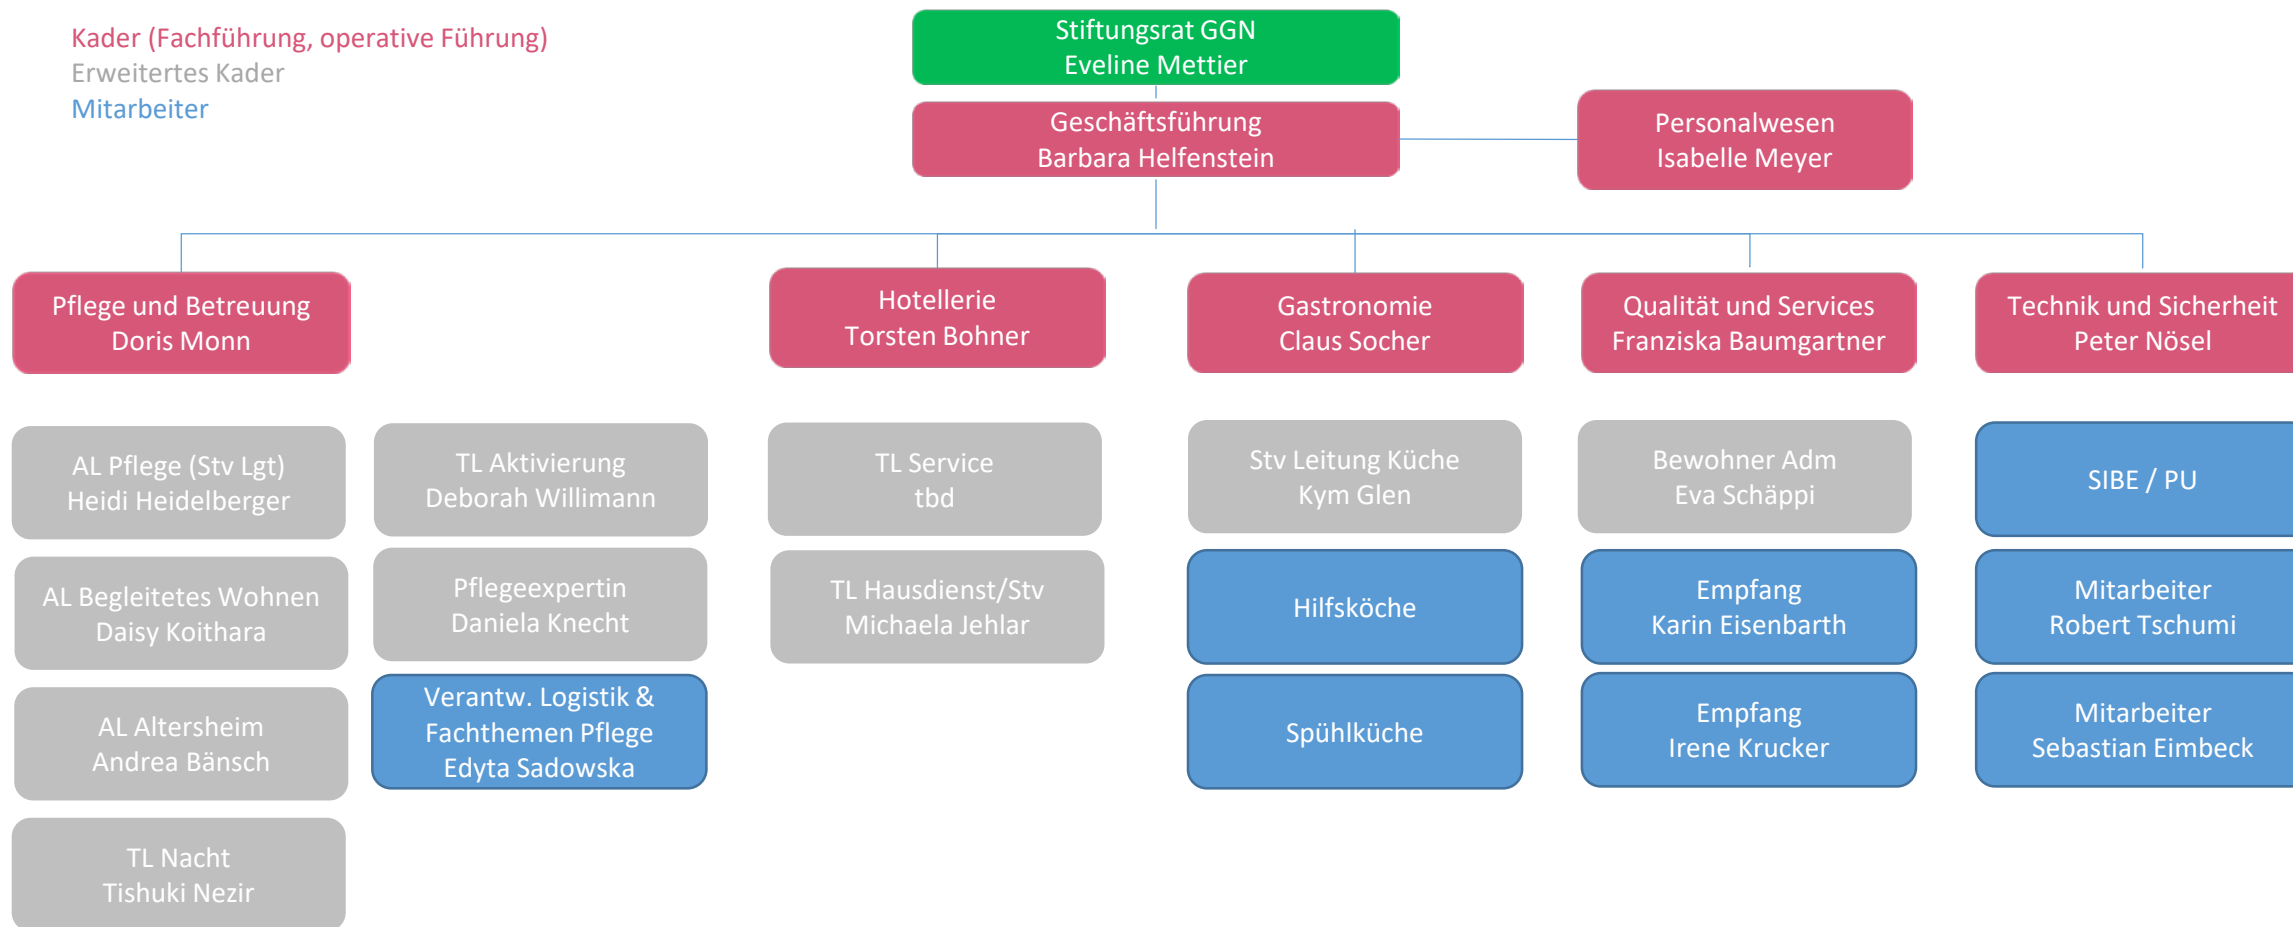 Kader (Fachführung, operative Führung)
Erweitertes Kader
Mitarbeiter
Stiftungsrat GGN
Eveline Mettier
Geschäftsführung
Barbara Helfenstein
Personalwesen
Isabelle Meyer
Pflege und Betreuung
Doris Monn
Hotellerie
Torsten Bohner
Gastronomie
Claus Socher
Qualität und Services
Franziska Baumgartner
Technik und Sicherheit
Peter Nösel
AL Pflege (Stv Lgt)
Heidi Heidelberger
TL Aktivierung
Deborah Willimann
TL Service
tbd
Stv Leitung Küche
Kym Glen
Bewohner Adm
Eva Schäppi
SIBE / PU
AL Begleitetes Wohnen
Daisy Koithara
Pflegeexpertin
Daniela Knecht
TL Hausdienst/Stv
Michaela Jehlar
Hilfsköche
Empfang
Karin Eisenbarth
Mitarbeiter
Robert Tschumi
AL Altersheim
Andrea Bänsch
Verantw. Logistik &
Fachthemen Pflege
Edyta Sadowska
Spühlküche
Empfang
Irene Krucker
Mitarbeiter
Sebastian Eimbeck
TL Nacht
Tishuki Nezir